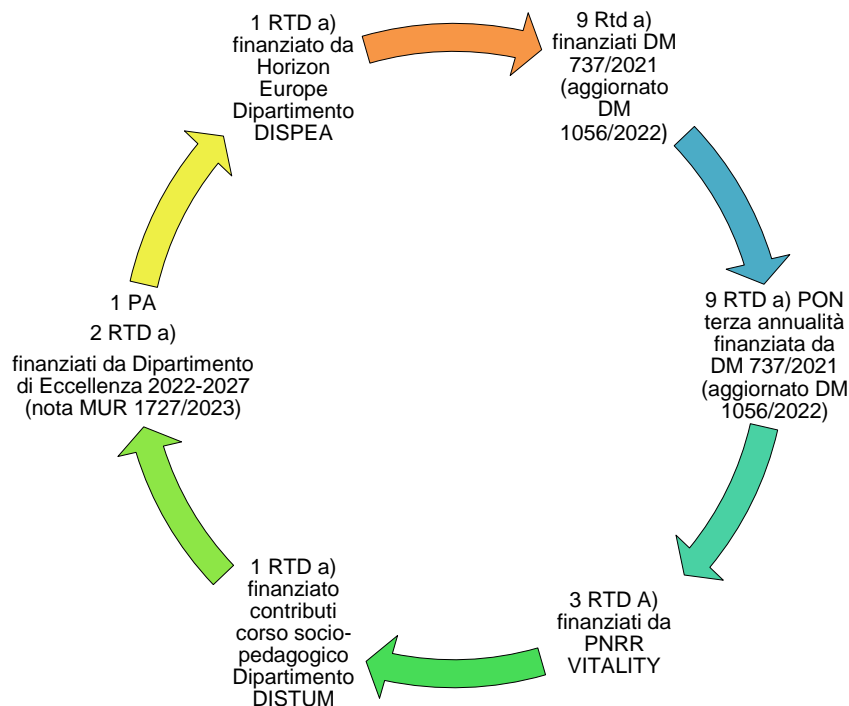 1 RTD a)
finanziato da
Horizon
Europe
Dipartimento
DISPEA
9 Rtd a)
finanziati DM
737/2021
(aggiornato
DM
1056/2022)
9 RTD a) PON
terza annualità
finanziata da
DM 737/2021
(aggiornato DM
1056/2022)
3 RTD A)
finanziati da
PNRR
VITALITY
1 RTD a)
finanziato
contributi
corso socio-
pedagogico
Dipartimento
DISTUM
1 PA
2 RTD a)
finanziati da Dipartimento
di Eccellenza 2022-2027
(nota MUR 1727/2023)